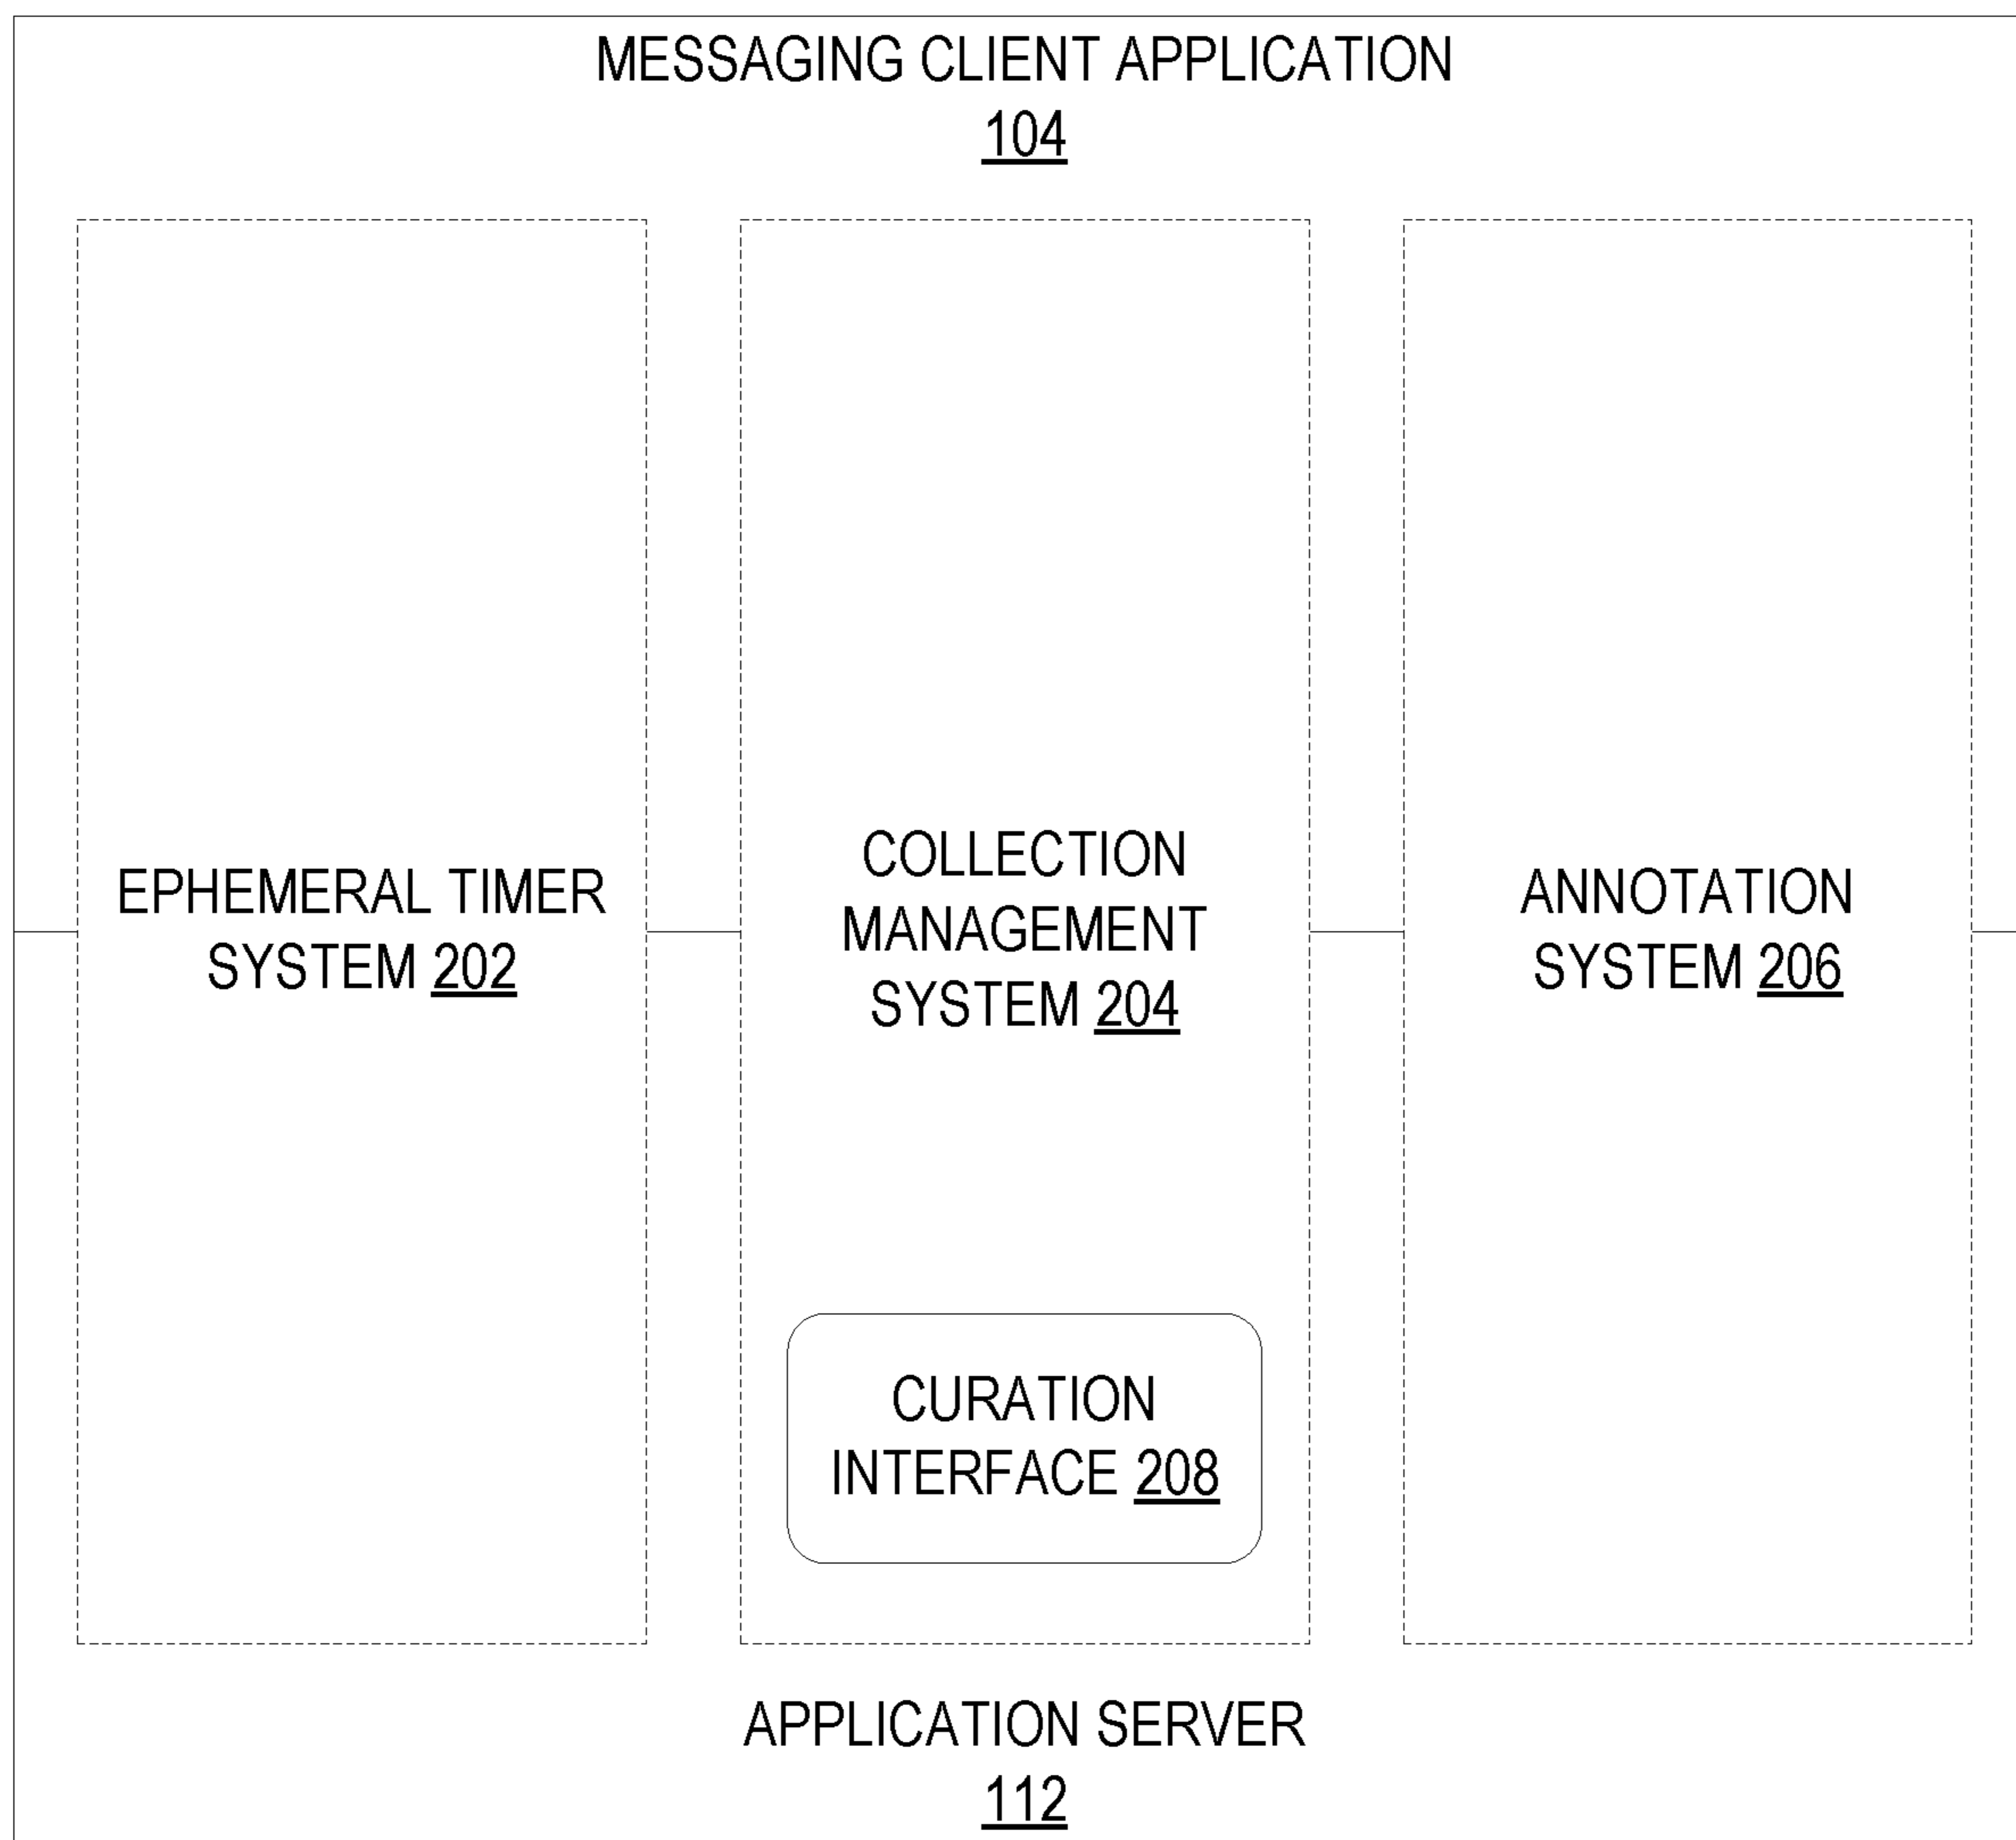 MESSAGING CLIENT APPLICATION
104
EPHEMERAL TIMER
SYSTEM 202
COLLECTION
MANAGEMENT
SYSTEM 204
CURATION
INTERFACE 208
ANNOTATION
SYSTEM 206
APPLICATION SERVER
112